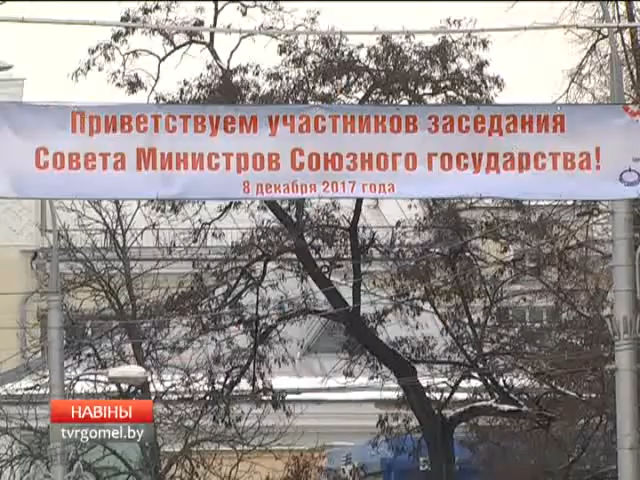 Приветствуем участников заседания
Совета Министров Союзного государства!
8 декабря 2017 года
НАВІНЫ
tvrgomel.by